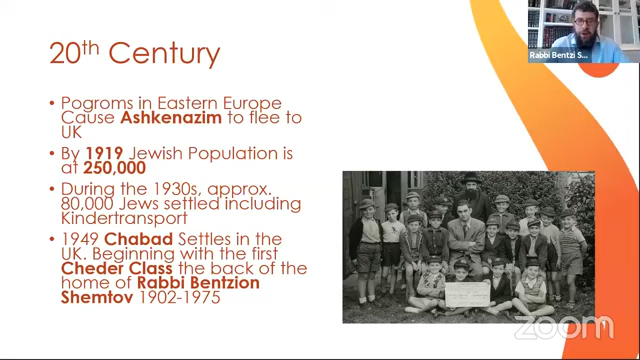 20th Century
Rabbi Bentzi S...
• Pogroms in Eastern Europe
Cause Ashkenazim to flee to
UK
• By 1919 Jewish Population is
at 250,000
• During the 1930s, approx.
80,000 Jews settled including
Kindertransport
• 1949 Chabad Settles in the
UK. Beginning with the first
Cheder Class the back of the
home of Rabbi Bentzion
Shemtov 1902-1975
zoom